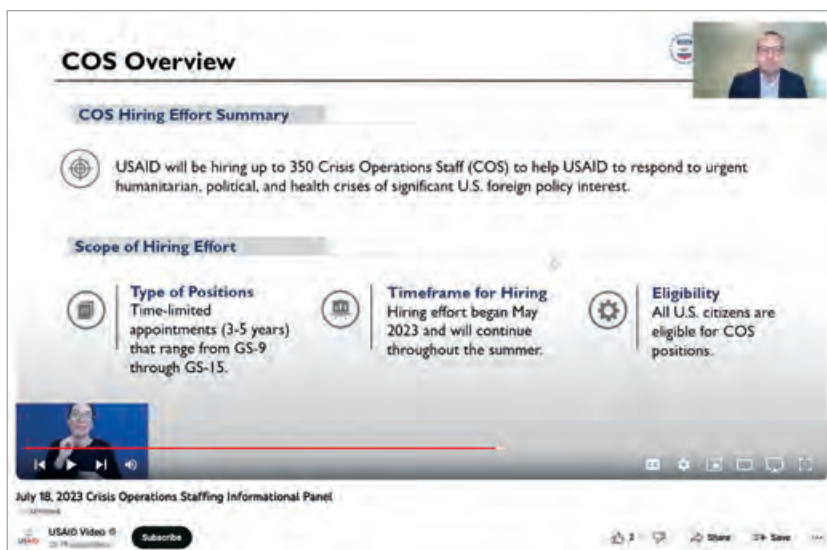 COS Overview
COS Hiring Effort Summary
USAID will be hiring up to 350 Crisis Operations Staff (COS) to help USAID to respond to urgent
humanitarian, political, and health crises of significant U.S. foreign policy interest.
Scope of Hiring Effort
Type of Positions
Time-limited
appointments (3-5 years)
that range from GS-9
through GS-15.
Timeframe for Hiring
Hiring effort began May
2023 and will continue
throughout the summer.
Eligibility
All U.S. citizens are
eligible for COS
positions.
July 18, 2023 Crisis Operations Staffing Informational Panel
USAID
USAID Video
Subscribe
2
Share
Save